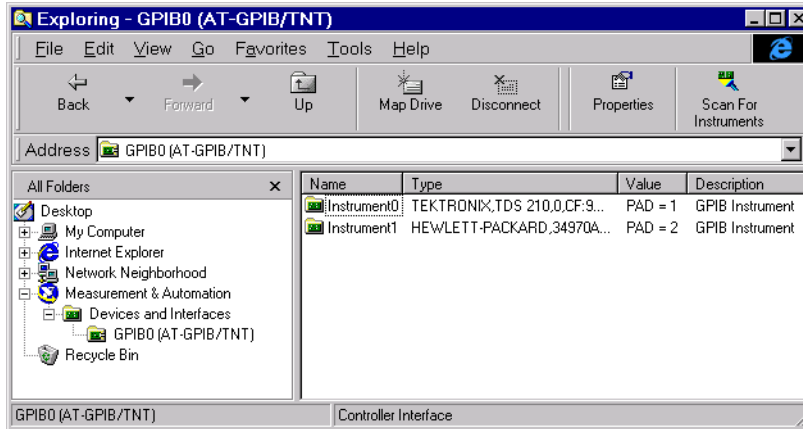 Exploring - GPIB0 (AT-GPIB/TNT)
File Edit View Go Favorites Tools Help
Back Forward Up Map Drive Disconnect Properties Scan For Instruments
Address GPIB0 (AT-GPIB/TNT)
All Folders x
Desktop
My Computer
Internet Explorer
Network Neighborhood
Measurement & Automation
Devices and Interfaces
GPIB0 (AT-GPIB/TNT)
Recycle Bin
Name Type Value Description
Instrument0 TEKTRONIX,TDS 210,0,CF:9... PAD = 1 GPIB Instrument
Instrument1 HEWLETT-PACKARD,34970A... PAD = 2 GPIB Instrument
GPIB0 (AT-GPIB/TNT) Controller Interface